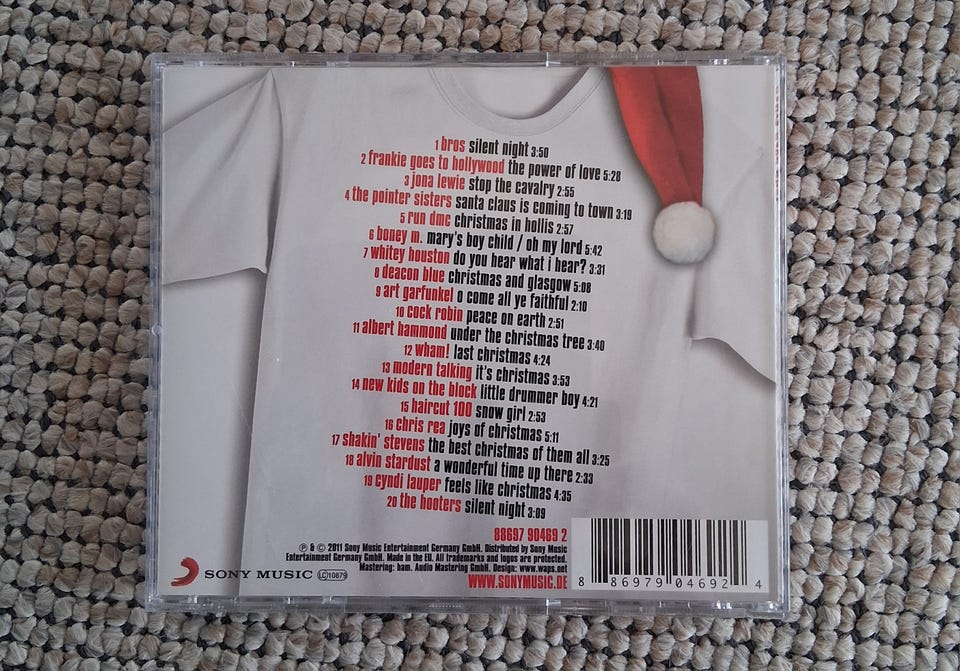 1 bros silent night 3:50
2 frankie goes to hollywood the power of love 5:28
3 jona lewie stop the cavalry 2:55
4 the pointer sisters santa claus is coming to town 3:19
5 run dmc christmas in hollis 2:57
6 boney m. mary's boy child / oh my lord 5:42
7 whitey houston do you hear what i hear? 3:31
8 deacon blue christmas and glasgow 5:08
9 art garfunkel o come all ye faithful 2:10
10 cock robin peace on earth 2:51
11 albert hammond under the christmas tree 3:40
12 wham! last christmas 4:24
13 modern talking it's christmas 3:53
14 new kids on the block little drummer boy 4:21
15 haircut 100 snow girl 2:53
16 chris rea joys of christmas 5:11
17 shakin' stevens the best christmas of them all 3:25
18 alvin stardust a wonderful time up there 2:33
19 cyndi lauper feels like christmas 4:35
20 the hooters silent night 3:09
88697 90469 2
℗ & © 2011 Sony Music Entertainment Germany GmbH. Distributed by Sony Music
Entertainment Germany GmbH. Made in the EU. All trademarks and logos are protected.
Mastering: ham. Audio Mastering GmbH. Design: www.waps.net
WWW.SONYMUSIC.DE
SONY MUSIC LC10879
8 86979 04692 4